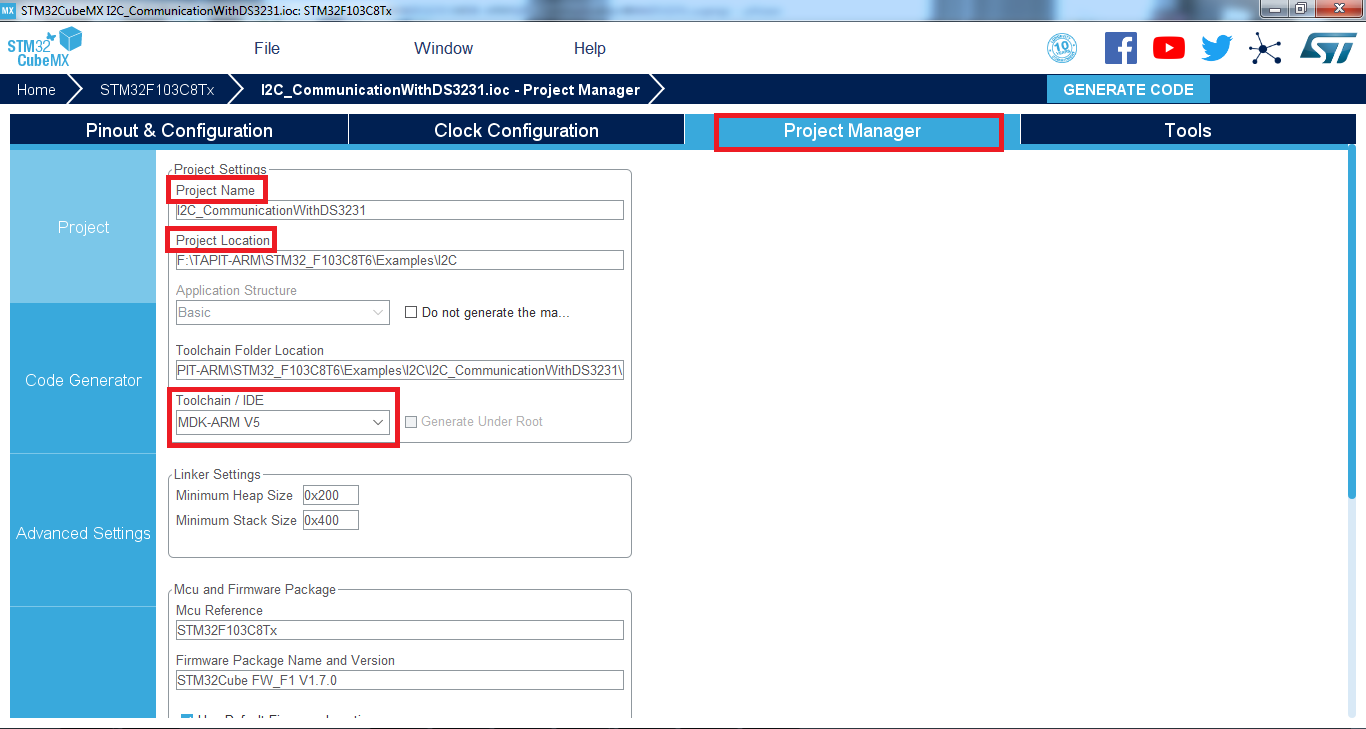 MX STM32CubeMX I2C_CommunicationWithDS3231.ioc: STM32F103C8Tx
STM32
CubeMX
File Window Help
10
Home STM32F103C8Tx I2C_CommunicationWithDS3231.ioc - Project Manager GENERATE CODE
Pinout & Configuration Clock Configuration Project Manager Tools
Project
Code Generator
Advanced Settings
Project Settings
Project Name
I2C_CommunicationWithDS3231
Project Location
F:\TAPIT-ARM\STM32_F103C8T6\Examples\I2C
Application Structure
Basic Do not generate the ma...
Toolchain Folder Location
PIT-ARM\STM32_F103C8T6\Examples\I2C\I2C_CommunicationWithDS3231\
Toolchain / IDE
MDK-ARM V5 Generate Under Root
Linker Settings
Minimum Heap Size 0x200
Minimum Stack Size 0x400
Mcu and Firmware Package
Mcu Reference
STM32F103C8Tx
Firmware Package Name and Version
STM32Cube FW_F1 V1.7.0